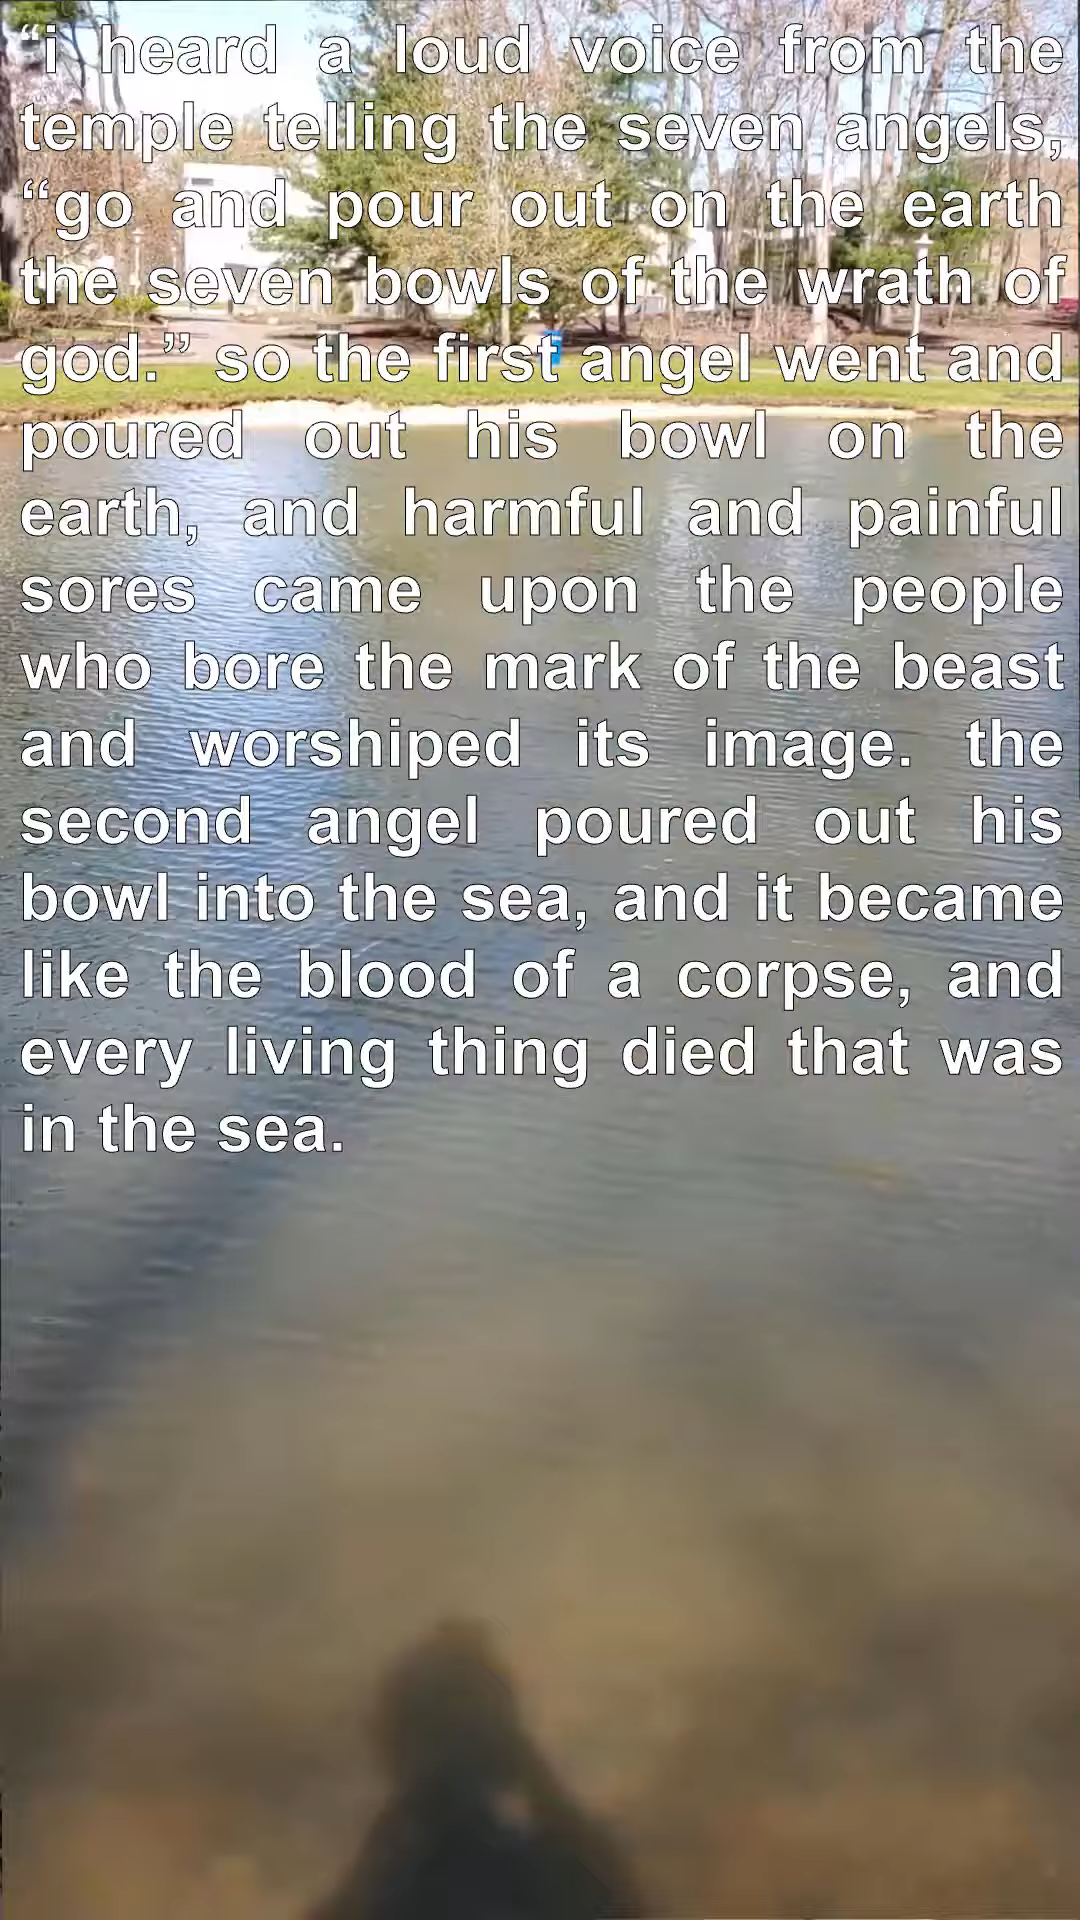 “i heard a loud voice from the
temple telling the seven angels,
“go and pour out on the earth
the seven bowls of the wrath of
god.” so the first angel went and
poured out his bowl on the
earth, and harmful and painful
sores came upon the people
who bore the mark of the beast
and worshiped its image. the
second angel poured out his
bowl into the sea, and it became
like the blood of a corpse, and
every living thing died that was
in the sea.